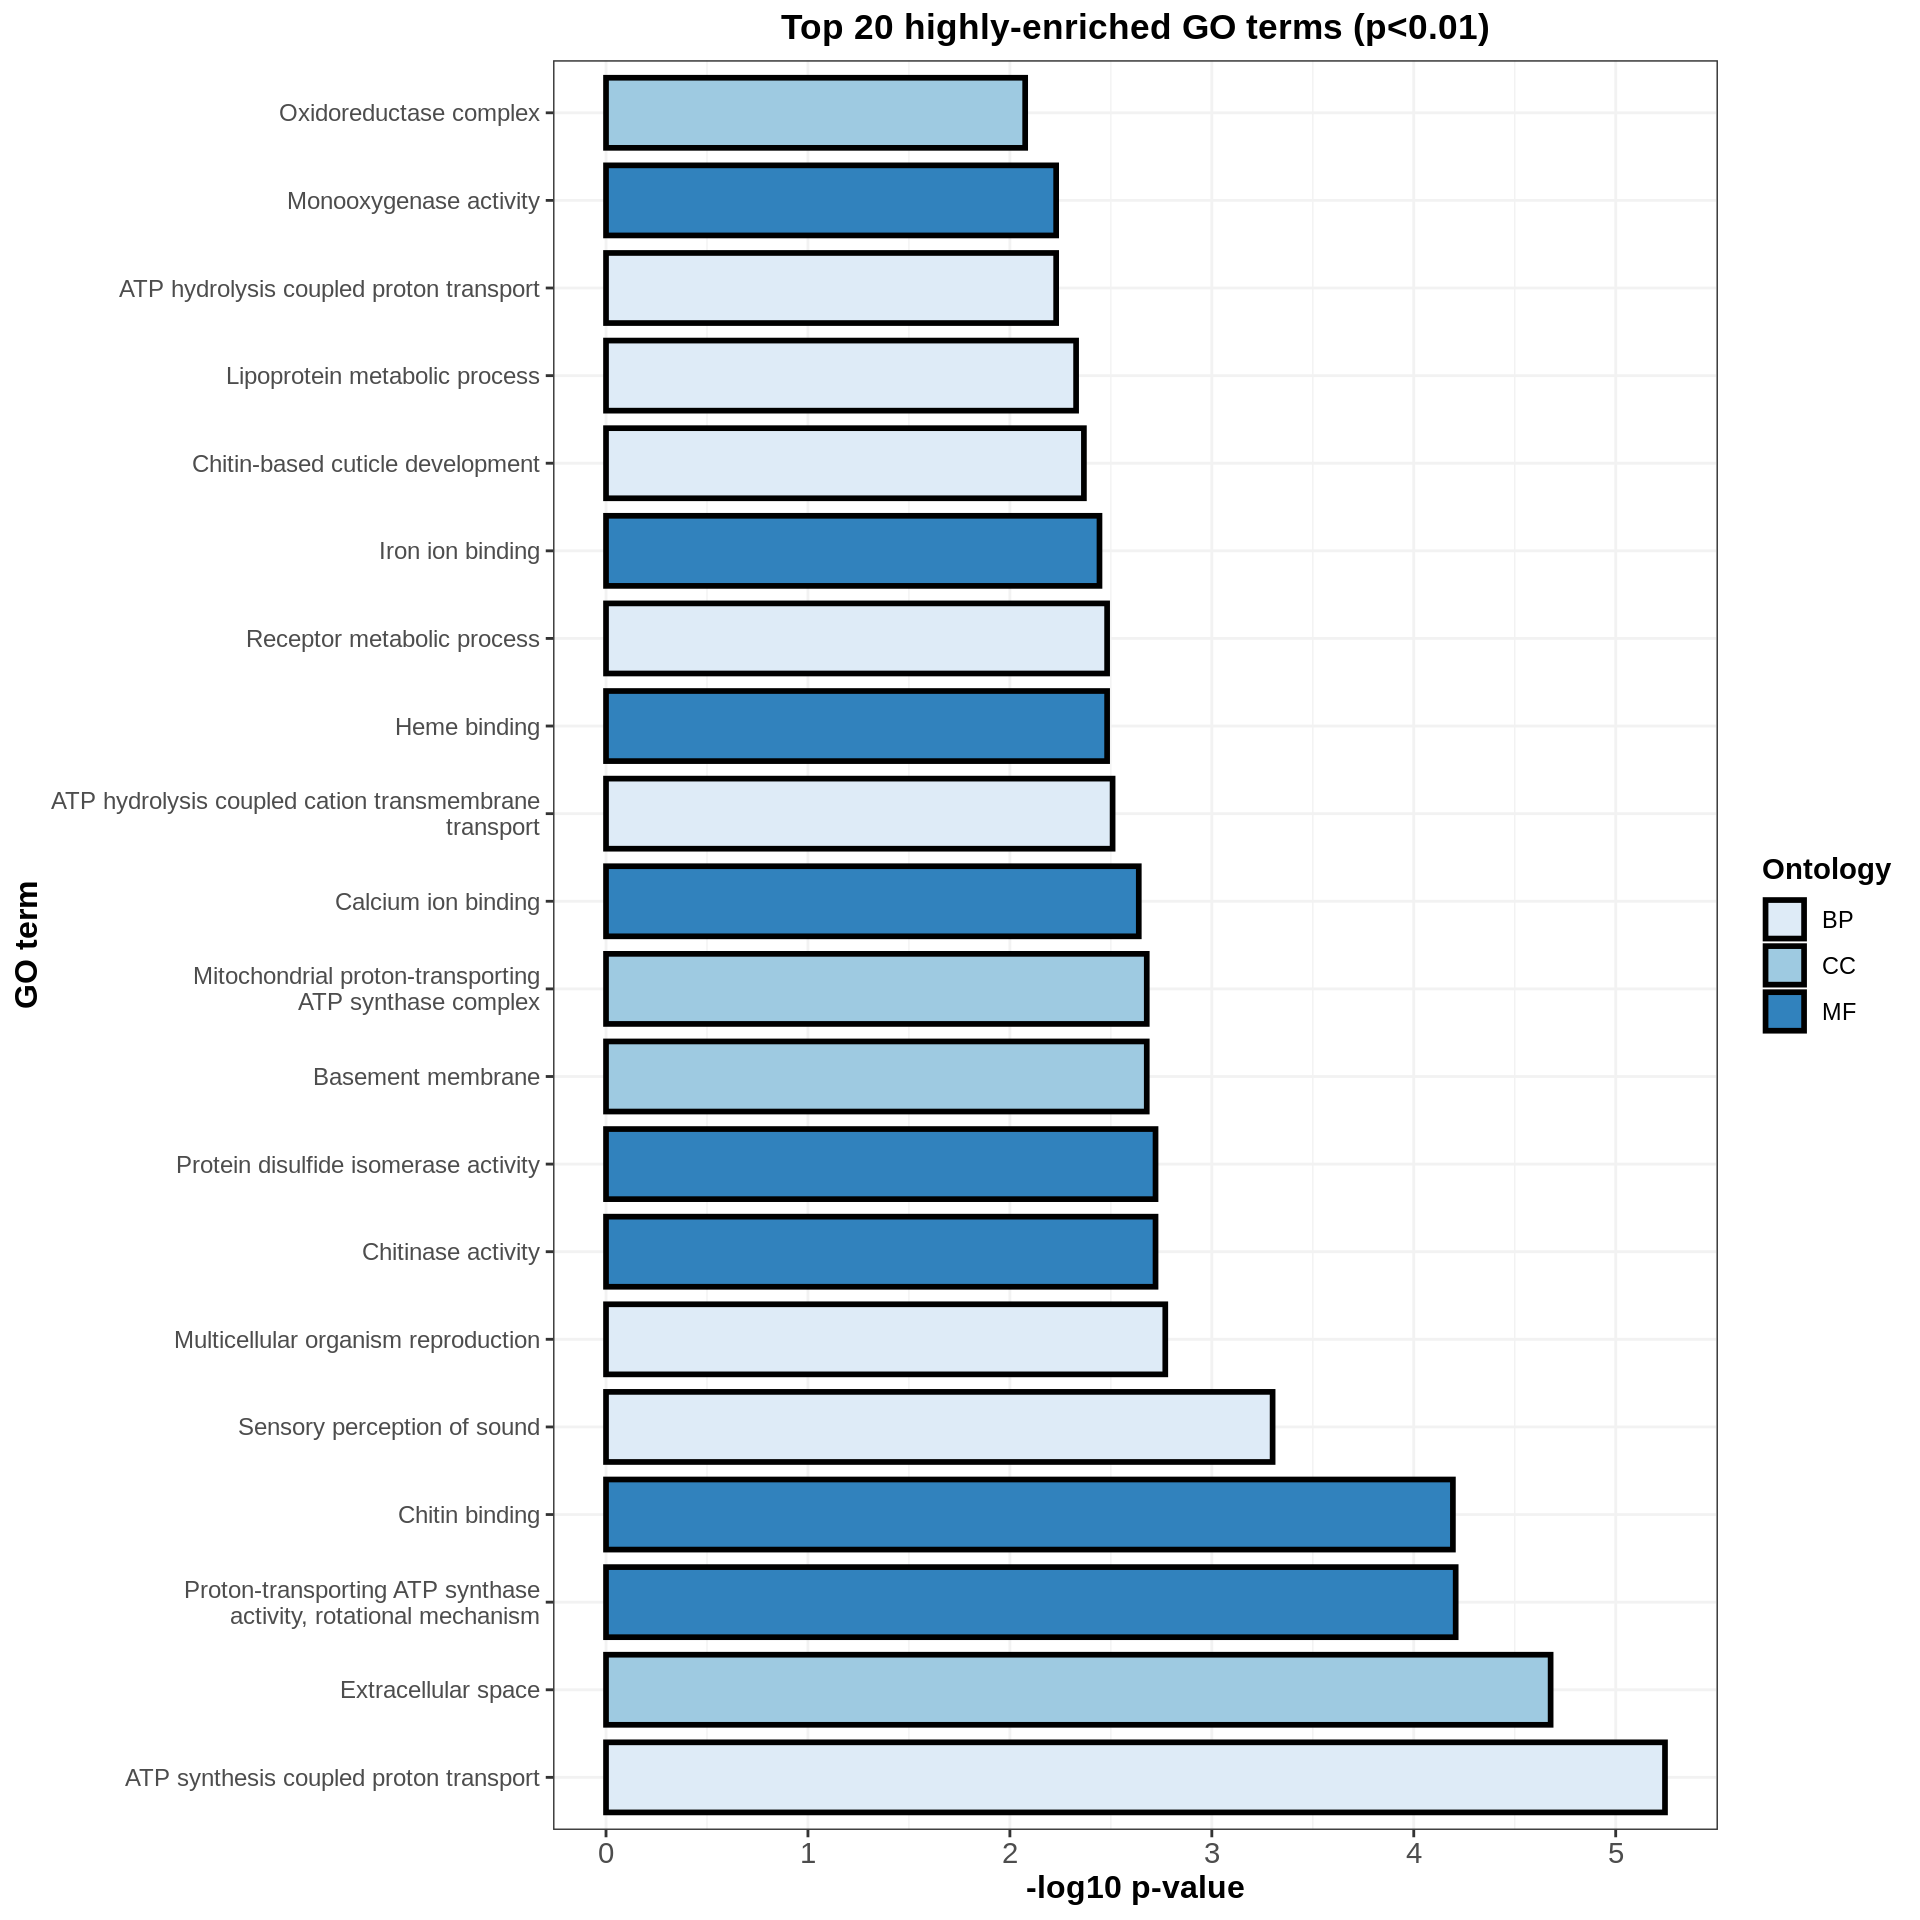 Top 20 highly-enriched GO terms (p<0.01)
GO term
Oxidoreductase complex
Monooxygenase activity
ATP hydrolysis coupled proton transport
Lipoprotein metabolic process
Chitin-based cuticle development
Iron ion binding
Receptor metabolic process
Heme binding
ATP hydrolysis coupled cation transmembrane
transport
Calcium ion binding
Mitochondrial proton-transporting
ATP synthase complex
Basement membrane
Protein disulfide isomerase activity
Chitinase activity
Multicellular organism reproduction
Sensory perception of sound
Chitin binding
Proton-transporting ATP synthase
activity, rotational mechanism
Extracellular space
ATP synthesis coupled proton transport
0 1 2 3 4 5
-log10 p-value
Ontology
BP
CC
MF